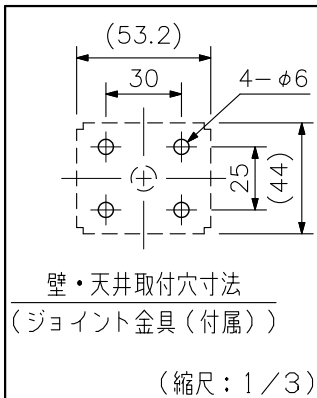 (53.2)
30
4-φ6
25
(44)
壁・天井取付穴寸法
(ジョイント金具(付属))
(縮尺:1/3)